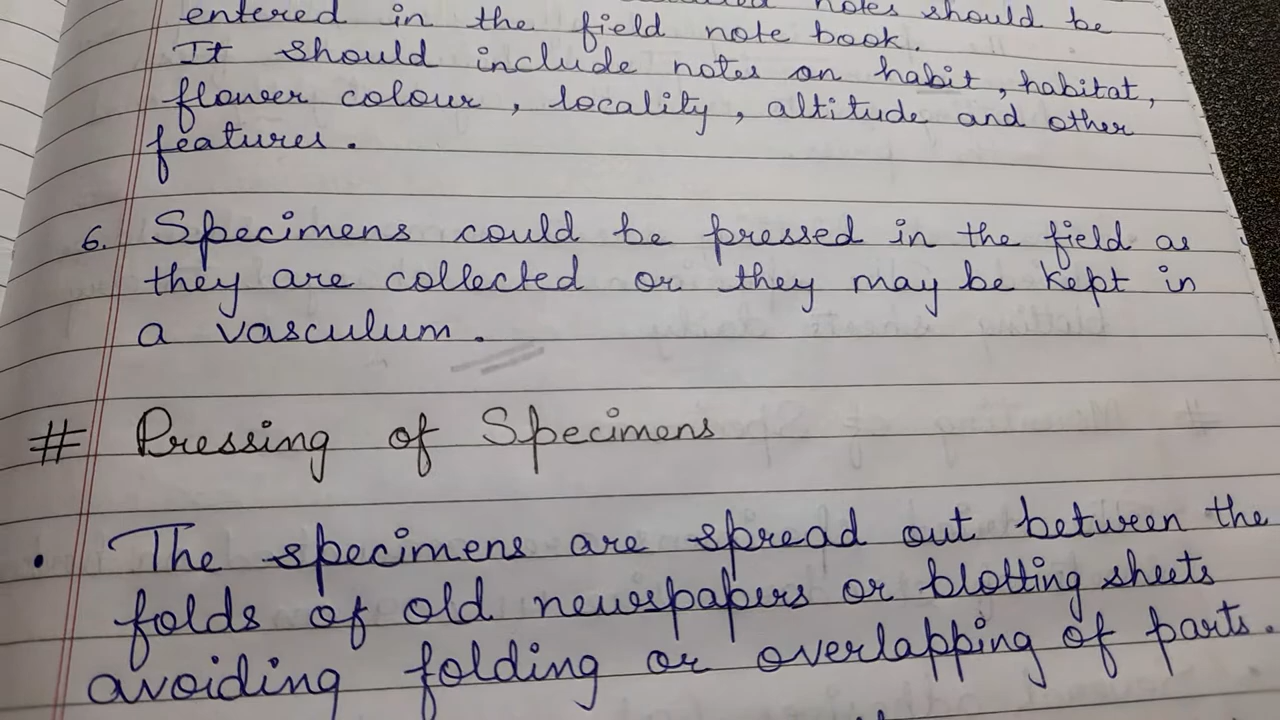 notes should be
entered in the field note book.
It should include notes on habit, habitat,
flower colour, locality, altitude and other
features.
6. Specimens could be pressed in the field as
they are collected or they may be kept in
a vasculum.
# Pressing of Specimens
• The specimens are spread out between the
folds of old newspapers or blotting sheets
avoiding folding or overlapping of parts.